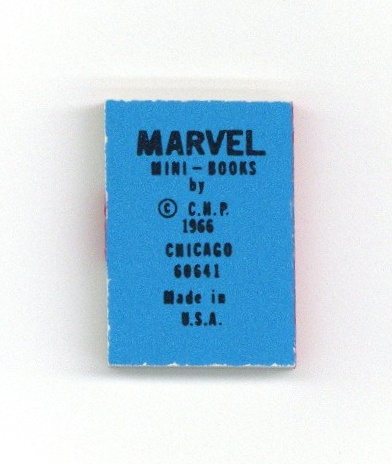 MARVEL
MINI-BOOKS
by
© C.N.P.
1966
CHICAGO
60641
Made in
U.S.A.